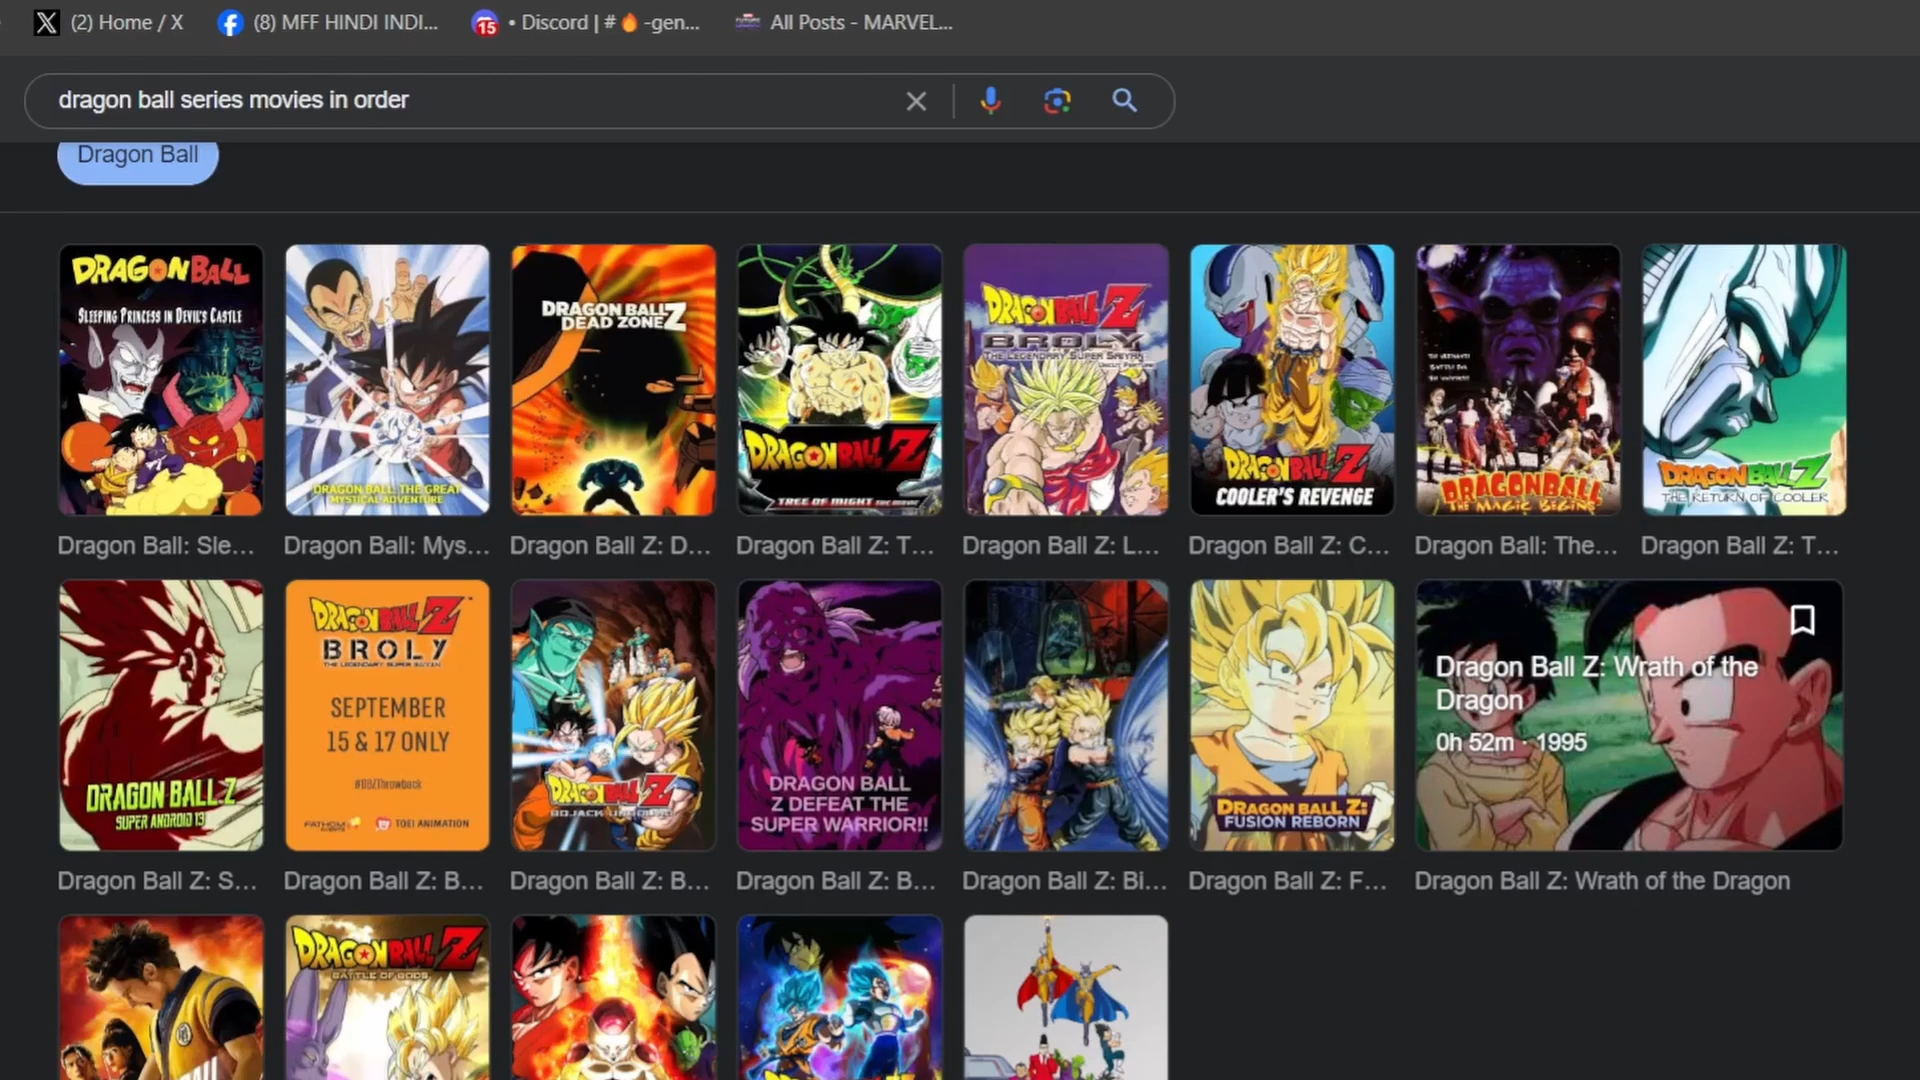 (2) Home / X
(8) MFF HINDI INDI...
15
• Discord | #🔥-gen...
All Posts - MARVEL...
dragon ball series movies in order
Dragon Ball
DRAGON BALL
SLEEPING PRINCESS IN DEVIL'S CASTLE
DRAGON BALL: THE GREAT
MYSTICAL ADVENTURE
DRAGON BALL Z
DEAD ZONE
DRAGON BALL Z
TREE OF MIGHT THE MOVIE
DRAGON BALL Z
BROLY
THE LEGENDARY SUPER SAIYAN
DRAGON BALL Z
COOLER'S REVENGE
DRAGONBALL
THE MAGIC BEGINS
DRAGON BALL Z
THE RETURN OF COOLER
Dragon Ball: Sle...
Dragon Ball: Mys...
Dragon Ball Z: D...
Dragon Ball Z: T...
Dragon Ball Z: L...
Dragon Ball Z: C...
Dragon Ball: The...
Dragon Ball Z: T...
DRAGON BALL Z
SUPER ANDROID 13
DRAGON BALL Z
BROLY
THE LEGENDARY SUPER SAIYAN
SEPTEMBER
15 & 17 ONLY
#DBZThrowback
FATHOM
EVENTS
TOEI ANIMATION
DRAGON BALL Z
BOJACK UNBOUND
DRAGON BALL
Z DEFEAT THE
SUPER WARRIOR!!
DRAGON BALL Z:
FUSION REBORN
Dragon Ball Z: Wrath of the
Dragon
0h 52m · 1995
Dragon Ball Z: S...
Dragon Ball Z: B...
Dragon Ball Z: B...
Dragon Ball Z: B...
Dragon Ball Z: Bi...
Dragon Ball Z: F...
Dragon Ball Z: Wrath of the Dragon
DRAGON BALL Z
BATTLE OF GODS